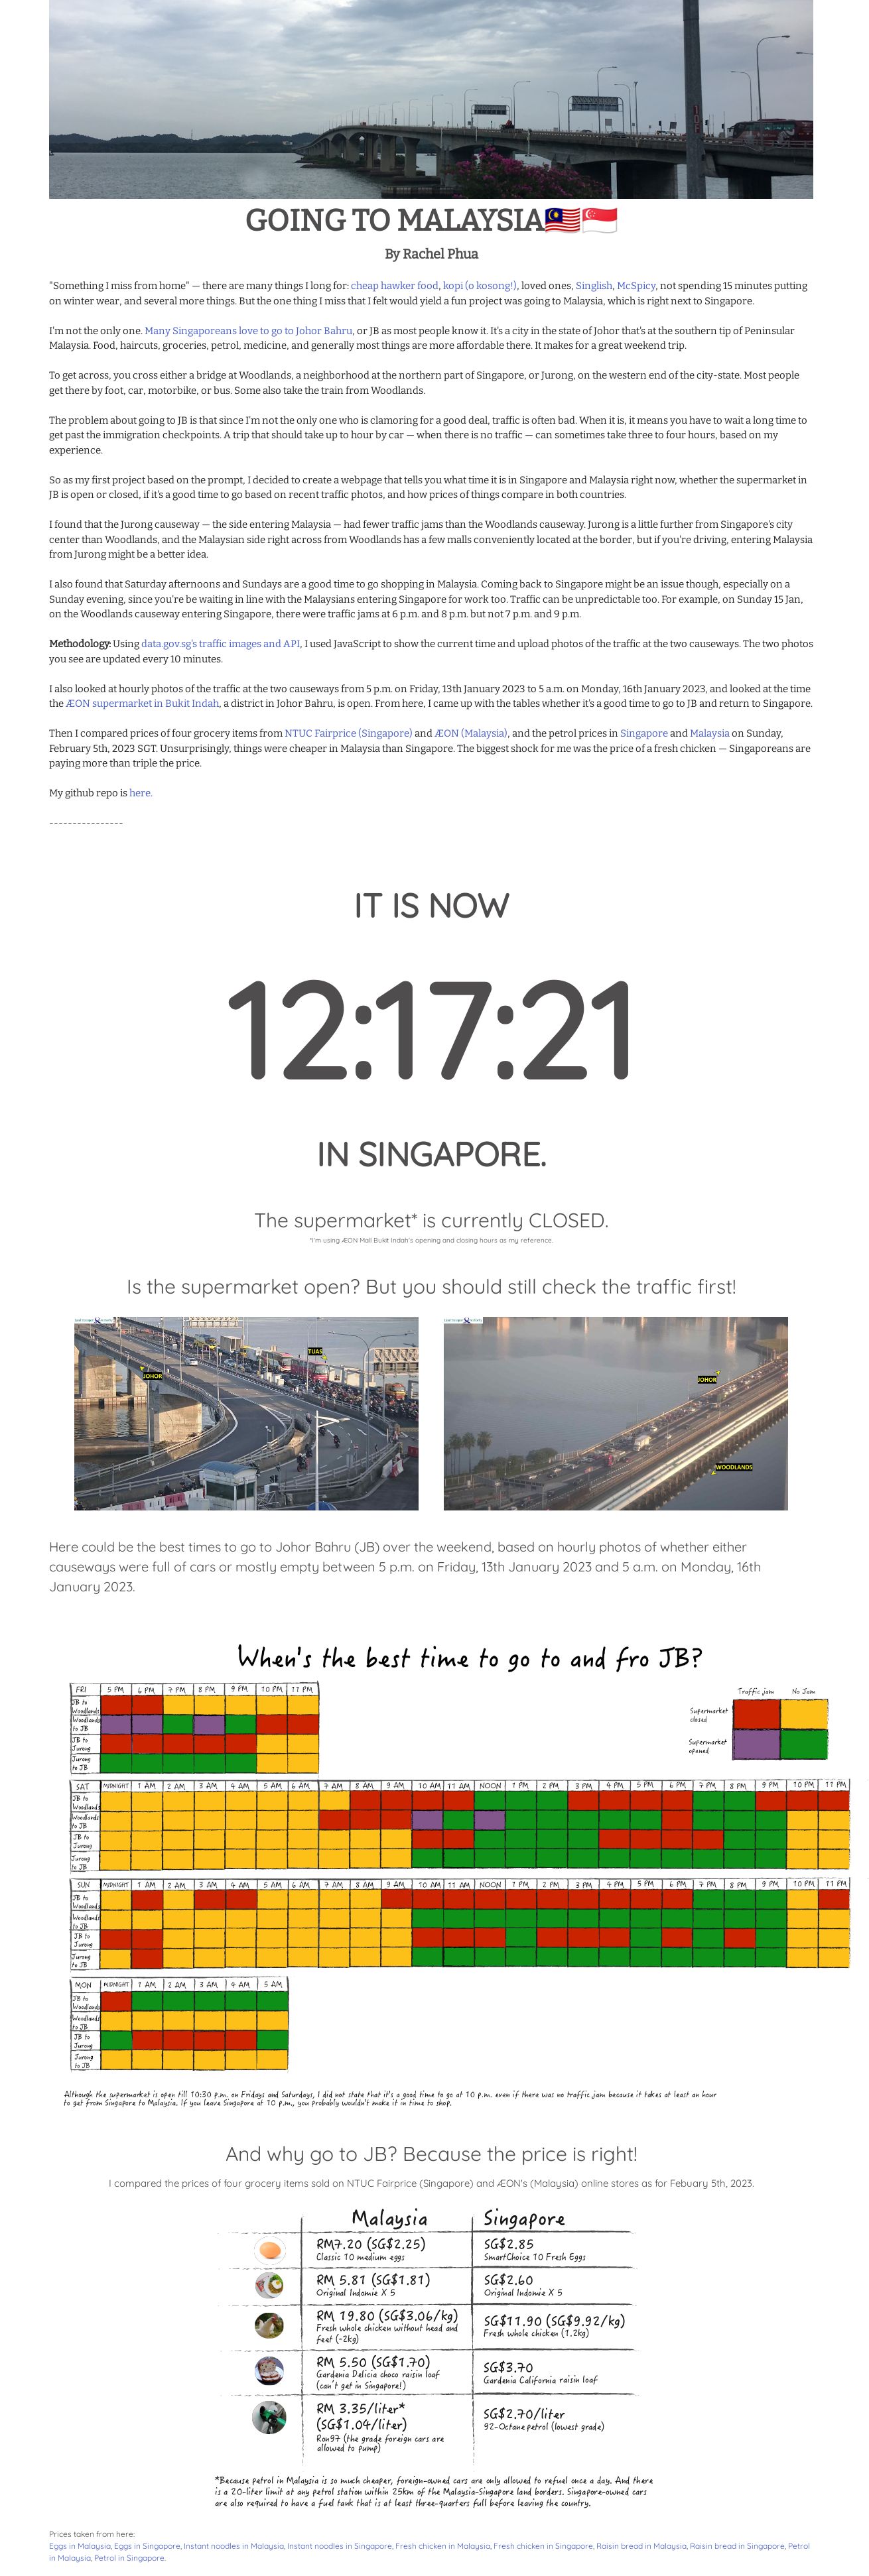 GOING TO MALAYSIA🇲🇾🇸🇬
By Rachel Phua
"Something I miss from home" — there are many things I long for: cheap hawker food, kopi (o kosong!), loved ones, Singlish, McSpicy, not spending 15 minutes putting
on winter wear, and several more things. But the one thing I miss that I felt would yield a fun project was going to Malaysia, which is right next to Singapore.
I'm not the only one. Many Singaporeans love to go to Johor Bahru, or JB as most people know it. It's a city in the state of Johor that's at the southern tip of Peninsular
Malaysia. Food, haircuts, groceries, petrol, medicine, and generally most things are more affordable there. It makes for a great weekend trip.
To get across, you cross either a bridge at Woodlands, a neighborhood at the northern part of Singapore, or Jurong, on the western end of the city-state. Most people
get there by foot, car, motorbike, or bus. Some also take the train from Woodlands.
The problem about going to JB is that since I'm not the only one who is clamoring for a good deal, traffic is often bad. When it is, it means you have to wait a long time to
get past the immigration checkpoints. A trip that should take up to hour by car — when there is no traffic — can sometimes take three to four hours, based on my
experience.
So as my first project based on the prompt, I decided to create a webpage that tells you what time it is in Singapore and Malaysia right now, whether the supermarket in
JB is open or closed, if it's a good time to go based on recent traffic photos, and how prices of things compare in both countries.
I found that the Jurong causeway — the side entering Malaysia — had fewer traffic jams than the Woodlands causeway. Jurong is a little further from Singapore's city
center than Woodlands, and the Malaysian side right across from Woodlands has a few malls conveniently located at the border, but if you're driving, entering Malaysia
from Jurong might be a better idea.
I also found that Saturday afternoons and Sundays are a good time to go shopping in Malaysia. Coming back to Singapore might be an issue though, especially on a
Sunday evening, since you're be waiting in line with the Malaysians entering Singapore for work too. Traffic can be unpredictable too. For example, on Sunday 15 Jan,
on the Woodlands causeway entering Singapore, there were traffic jams at 6 p.m. and 8 p.m. but not 7 p.m. and 9 p.m.
Methodology: Using data.gov.sg's traffic images and API, I used JavaScript to show the current time and upload photos of the traffic at the two causeways. The two photos
you see are updated every 10 minutes.
I also looked at hourly photos of the traffic at the two causeways from 5 p.m. on Friday, 13th January 2023 to 5 a.m. on Monday, 16th January 2023, and looked at the time
the ÆON supermarket in Bukit Indah, a district in Johor Bahru, is open. From here, I came up with the tables whether it's a good time to go to JB and return to Singapore.
Then I compared prices of four grocery items from NTUC Fairprice (Singapore) and ÆON (Malaysia), and the petrol prices in Singapore and Malaysia on Sunday,
February 5th, 2023 SGT. Unsurprisingly, things were cheaper in Malaysia than Singapore. The biggest shock for me was the price of a fresh chicken — Singaporeans are
paying more than triple the price.
My github repo is here.
----------------
IT IS NOW
12:17:21
IN SINGAPORE.
The supermarket* is currently CLOSED.
*I'm using ÆON Mall Bukit Indah's opening and closing hours as my reference.
Is the supermarket open? But you should still check the traffic first!
JOHOR
TUAS
JOHOR
WOODLANDS
Here could be the best times to go to Johor Bahru (JB) over the weekend, based on hourly photos of whether either
causeways were full of cars or mostly empty between 5 p.m. on Friday, 13th January 2023 and 5 a.m. on Monday, 16th
January 2023.
When's the best time to go to and fro JB?
Traffic jam No Jam
Supermarket
closed
Supermarket
opened
FRI 5 PM 6 PM 7 PM 8 PM 9 PM 10 PM 11 PM
JB to
Woodlands
Woodlands
to JB
JB to
Jurong
Jurong
to JB
SAT MIDNIGHT 1 AM 2 AM 3 AM 4 AM 5 AM 6 AM 7 AM 8 AM 9 AM 10 AM 11 AM NOON 1 PM 2 PM 3 PM 4 PM 5 PM 6 PM 7 PM 8 PM 9 PM 10 PM 11 PM
JB to
Woodlands
Woodlands
to JB
JB to
Jurong
Jurong
to JB
SUN MIDNIGHT 1 AM 2 AM 3 AM 4 AM 5 AM 6 AM 7 AM 8 AM 9 AM 10 AM 11 AM NOON 1 PM 2 PM 3 PM 4 PM 5 PM 6 PM 7 PM 8 PM 9 PM 10 PM 11 PM
JB to
Woodlands
Woodlands
to JB
JB to
Jurong
Jurong
to JB
MON MIDNIGHT 1 AM 2 AM 3 AM 4 AM 5 AM
JB to
Woodlands
Woodlands
to JB
JB to
Jurong
Jurong
to JB
Although the supermarket is open till 10:30 p.m. on Fridays and Saturdays, I did not state that it's a good time to go at 10 p.m. even if there was no traffic jam because it takes at least an hour
to get from Singapore to Malaysia. If you leave Singapore at 10 p.m., you probably wouldn't make it in time to shop.
And why go to JB? Because the price is right!
I compared the prices of four grocery items sold on NTUC Fairprice (Singapore) and ÆON's (Malaysia) online stores as for Febuary 5th, 2023.
Malaysia Singapore
RM7.20 (SG$2.25) SG$2.85
Classic 10 medium eggs SmartChoice 10 Fresh Eggs
RM 5.81 (SG$1.81) SG$2.60
Original Indomie X 5 Original Indomie X 5
RM 19.80 (SG$3.06/kg) SG$11.90 (SG$9.92/kg)
Fresh whole chicken without head and Fresh whole chicken (1.2kg)
feet (~2kg)
RM 5.50 (SG$1.70) SG$3.70
Gardenia Delicia choco raisin loaf Gardenia California raisin loaf
(can't get in Singapore!)
RM 3.35/liter* SG$2.70/liter
(SG$1.04/liter) 92-Octane petrol (lowest grade)
Ron97 (the grade foreign cars are
allowed to pump)
*Because petrol in Malaysia is so much cheaper, foreign-owned cars are only allowed to refuel once a day. And there
is a 20-liter limit at any petrol station within 25km of the Malaysia-Singapore land borders. Singapore-owned cars
are also required to have a fuel tank that is at least three-quarters full before leaving the country.
Prices taken from here:
Eggs in Malaysia, Eggs in Singapore, Instant noodles in Malaysia, Instant noodles in Singapore, Fresh chicken in Malaysia, Fresh chicken in Singapore, Raisin bread in Malaysia, Raisin bread in Singapore, Petrol
in Malaysia, Petrol in Singapore.